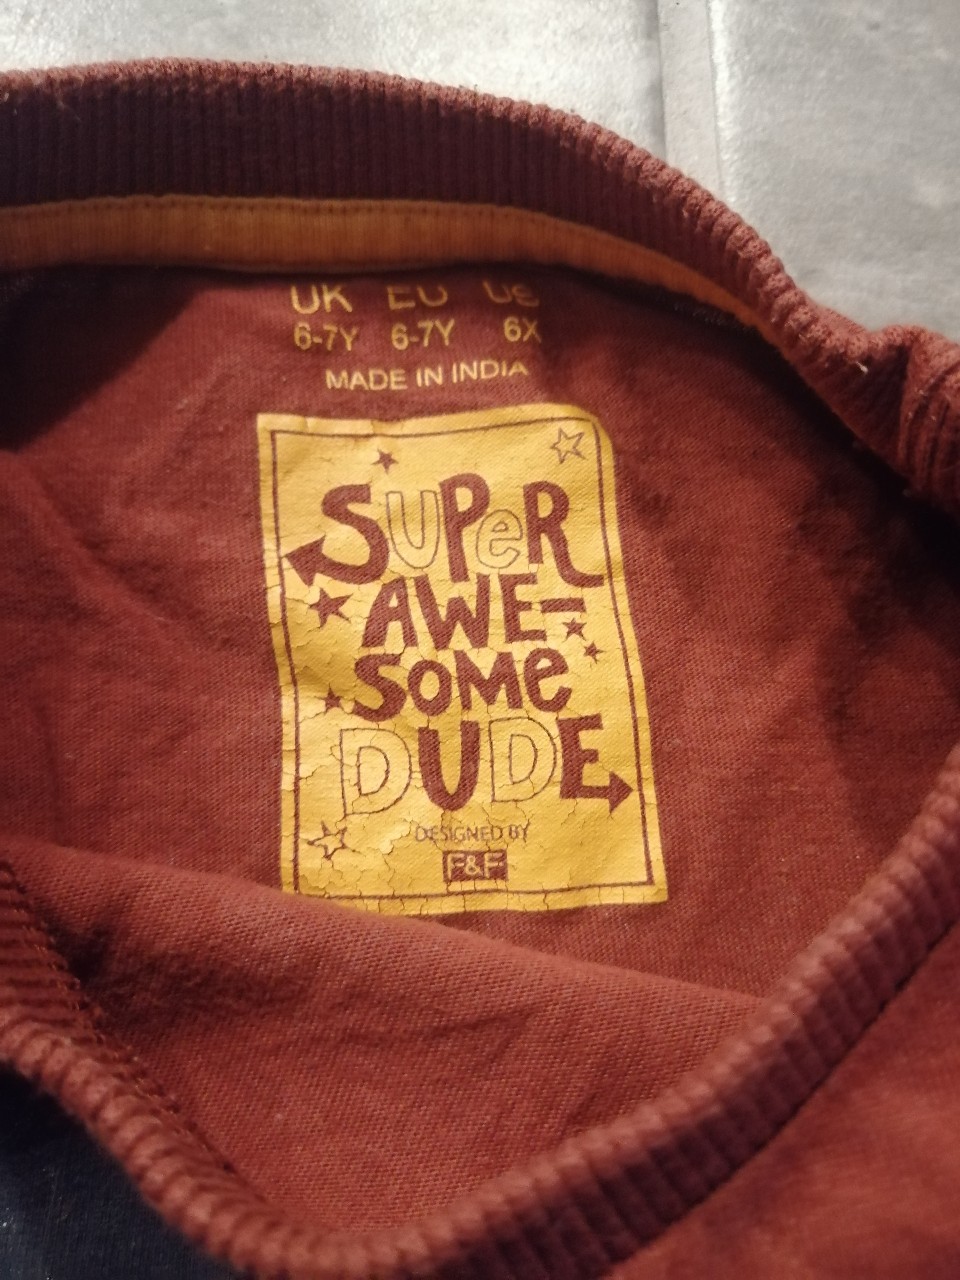 UK EU US
6-7Y 6-7Y 6X
MADE IN INDIA
SUPeR
AWE-
SOMe
DUDE
DESIGNED BY
F&F